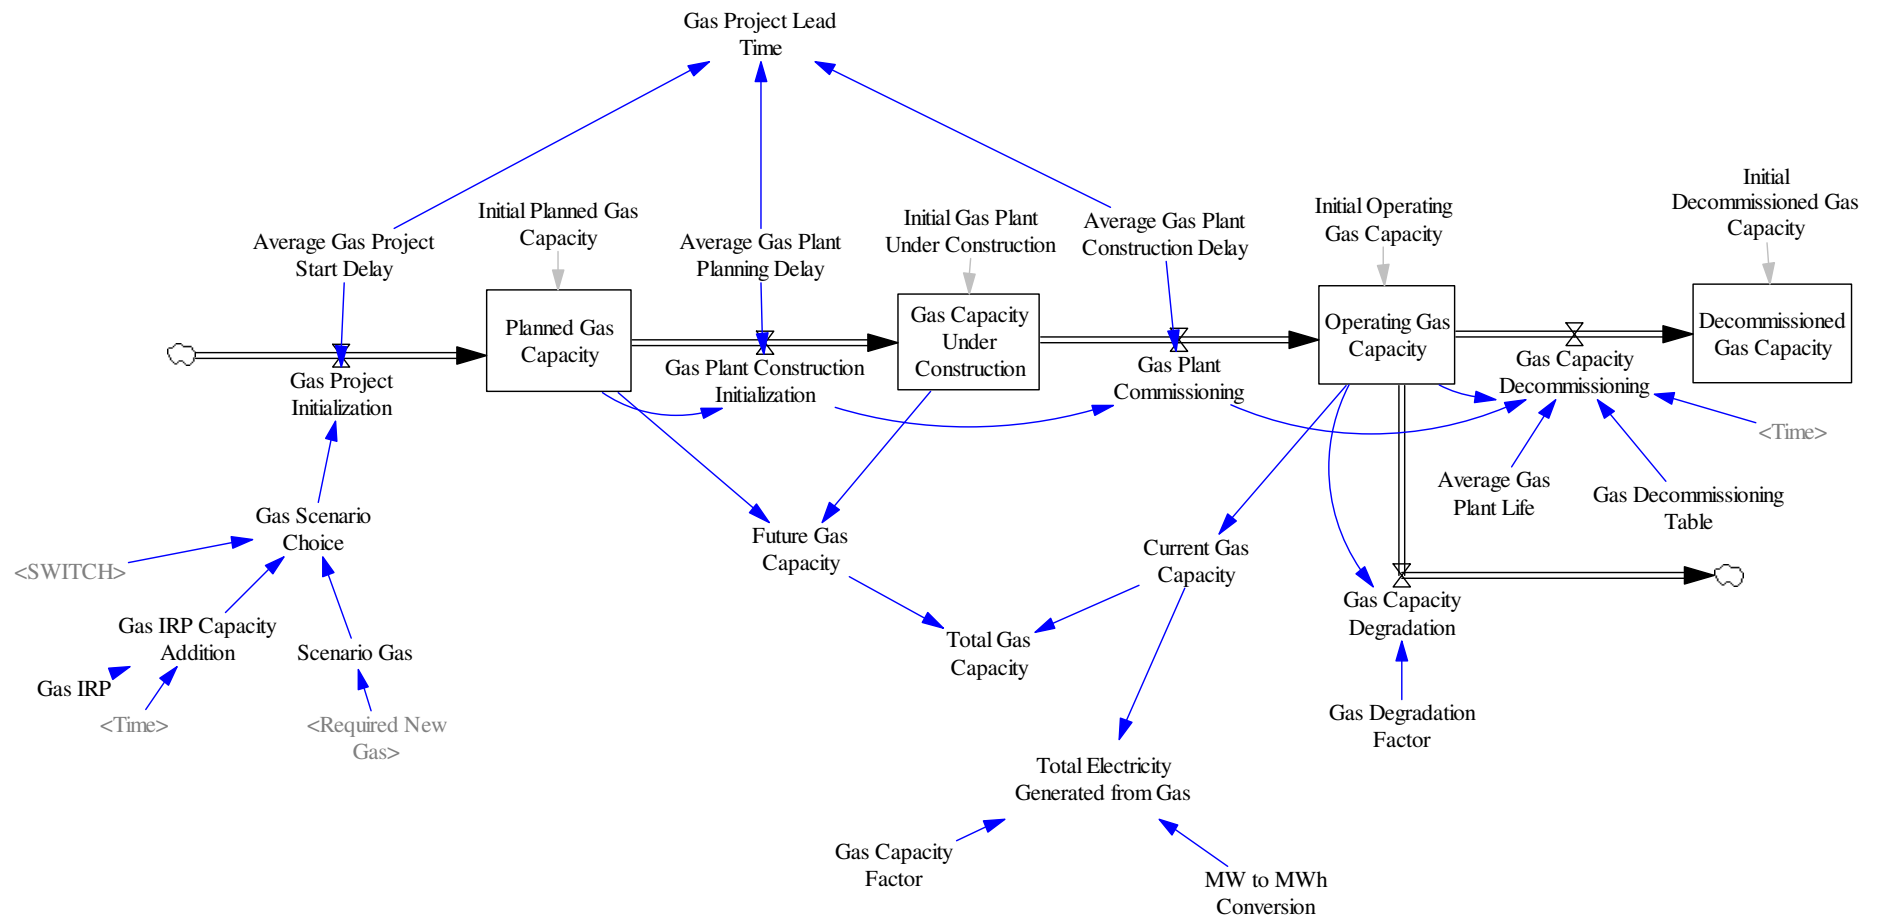 Gas Project Lead
Time
Initial Planned Gas
Capacity
Initial Gas Plant
Under Construction
Average Gas Plant
Construction Delay
Initial Operating
Gas Capacity
Initial
Decommissioned Gas
Capacity
Average Gas Project
Start Delay
Average Gas Plant
Planning Delay
Planned Gas
Capacity
Gas Capacity
Under
Construction
Operating Gas
Capacity
Decommissioned
Gas Capacity
Gas Project
Initialization
Gas Plant Construction
Initialization
Gas Plant
Commissioning
Gas Capacity
Decommissioning
<Time>
Average Gas
Plant Life
Gas Decommissioning
Table
Gas Scenario
Choice
<SWITCH>
Future Gas
Capacity
Current Gas
Capacity
Gas IRP Capacity
Addition
Scenario Gas
Gas IRP
<Time>
<Required New
Gas>
Total Gas
Capacity
Gas Capacity
Degradation
Gas Degradation
Factor
Total Electricity
Generated from Gas
Gas Capacity
Factor
MW to MWh
Conversion